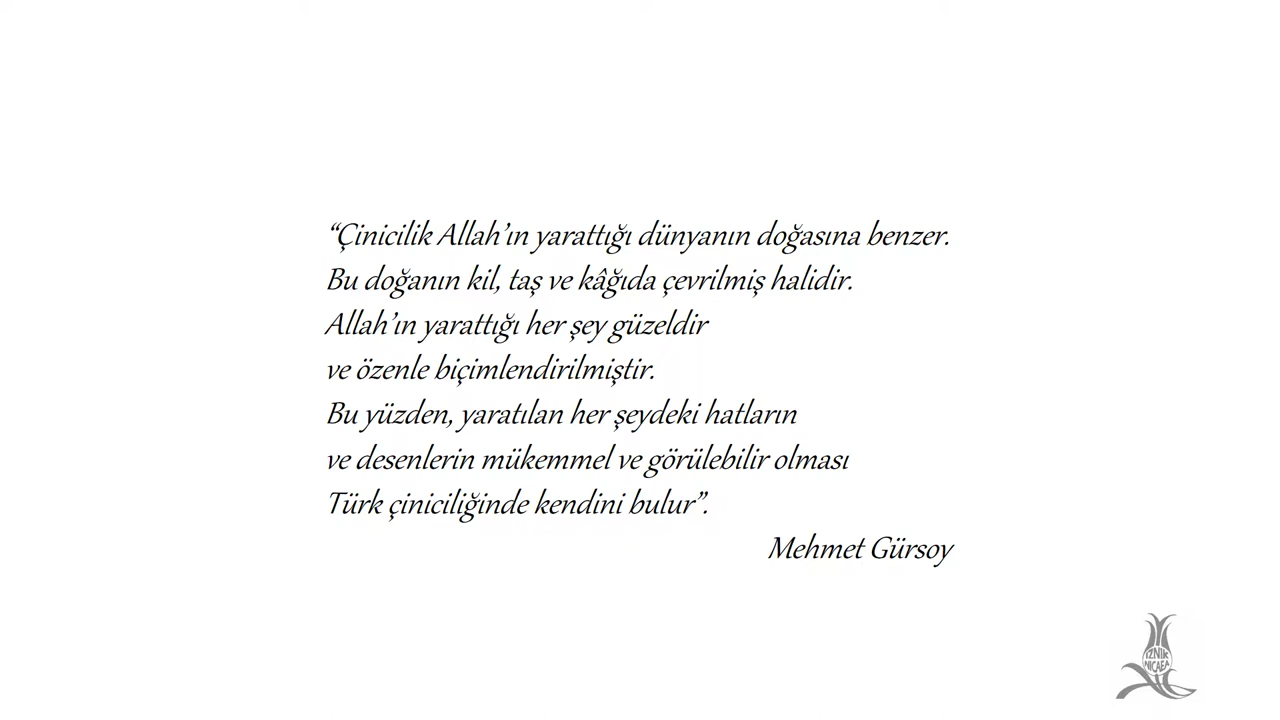 “Çinicilik Allah’ın yarattığı dünyanın doğasına benzer.
Bu doğanın kil, taş ve kâğıda çevrilmiş halidir.
Allah’ın yarattığı her şey güzeldir
ve özenle biçimlendirilmiştir.
Bu yüzden, yaratılan her şeydeki hatların
ve desenlerin mükemmel ve görülebilir olması
Türk çiniciliğinde kendini bulur”.
Mehmet Gürsoy
İZNİK
NICAEA